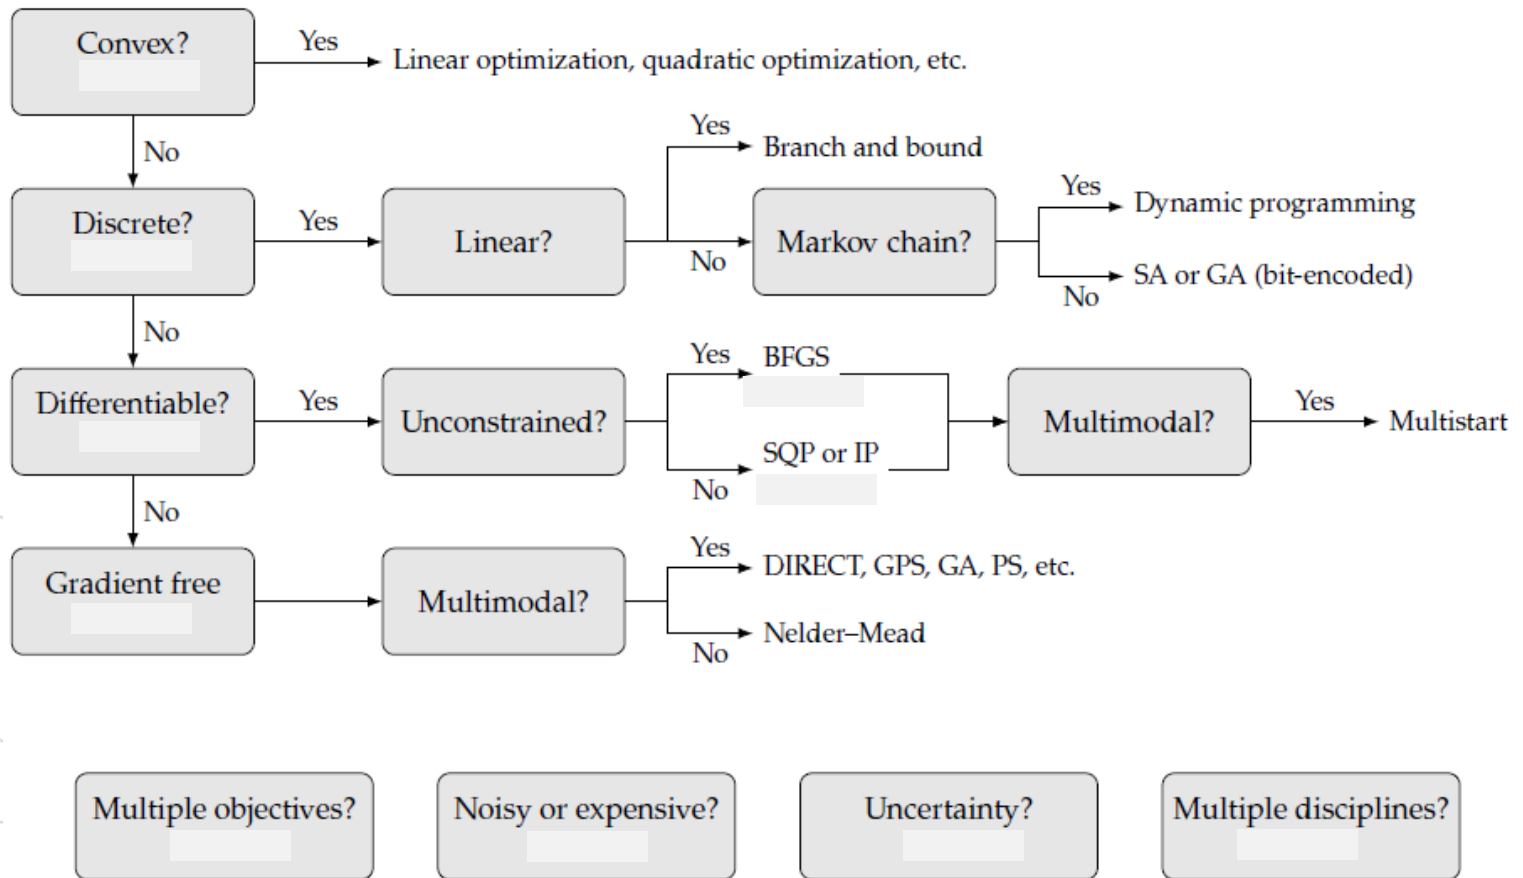 Convex?
Yes
Linear optimization, quadratic optimization, etc.
No
Yes
Branch and bound
Discrete?
Yes
Linear?
No
Markov chain?
Yes
Dynamic programming
No
SA or GA (bit-encoded)
No
Differentiable?
Yes
Unconstrained?
Yes
BFGS
No
SQP or IP
Multimodal?
Yes
Multistart
No
Gradient free
Multimodal?
Yes
DIRECT, GPS, GA, PS, etc.
No
Nelder–Mead
Multiple objectives?
Noisy or expensive?
Uncertainty?
Multiple disciplines?